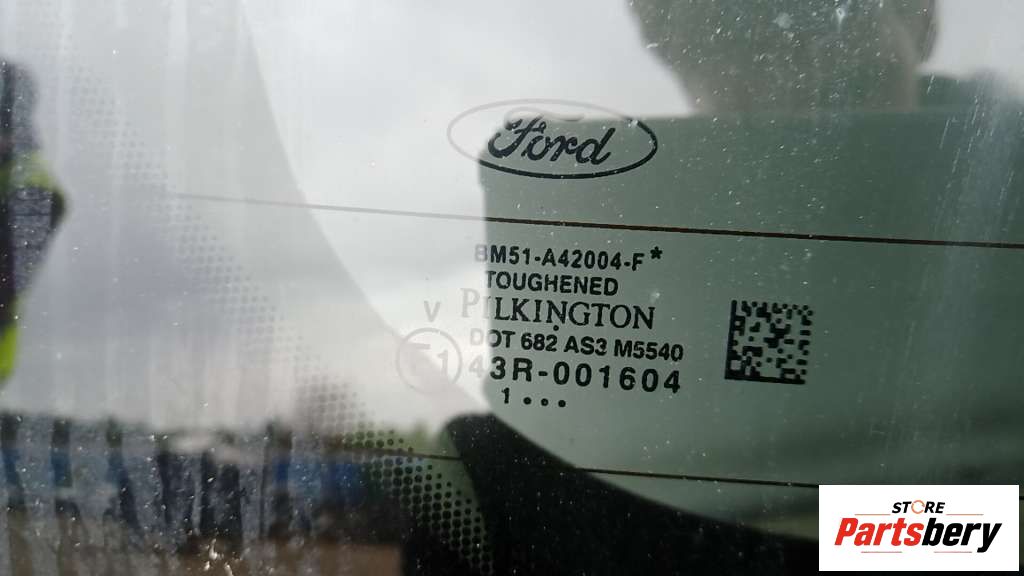 Ford
BM51-A42004-F*
TOUGHENED
V PILKINGTON
DOT 682 AS3 M5540
E1 43R-001604
1 ...
STORE
Partsbery